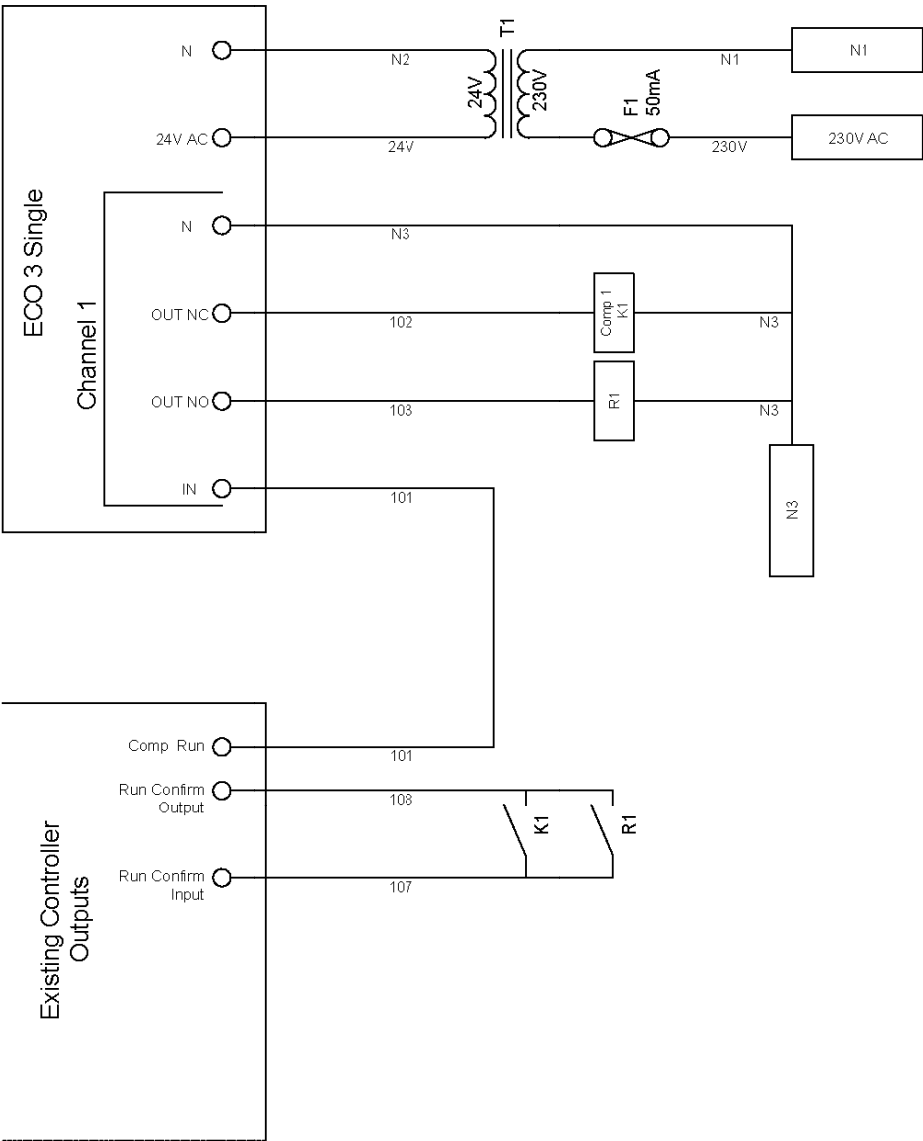 ECO 3 Single
Channel 1
N
N2
24V
T1
230V
N1
N1
24V AC
24V
F1
50mA
230V
230V AC
N
N3
OUT NC
102
Comp 1
K1
N3
OUT NO
103
R1
N3
N3
IN
101
Existing Controller
Outputs
Comp Run
101
Run Confirm
Output
108
K1
R1
Run Confirm
Input
107